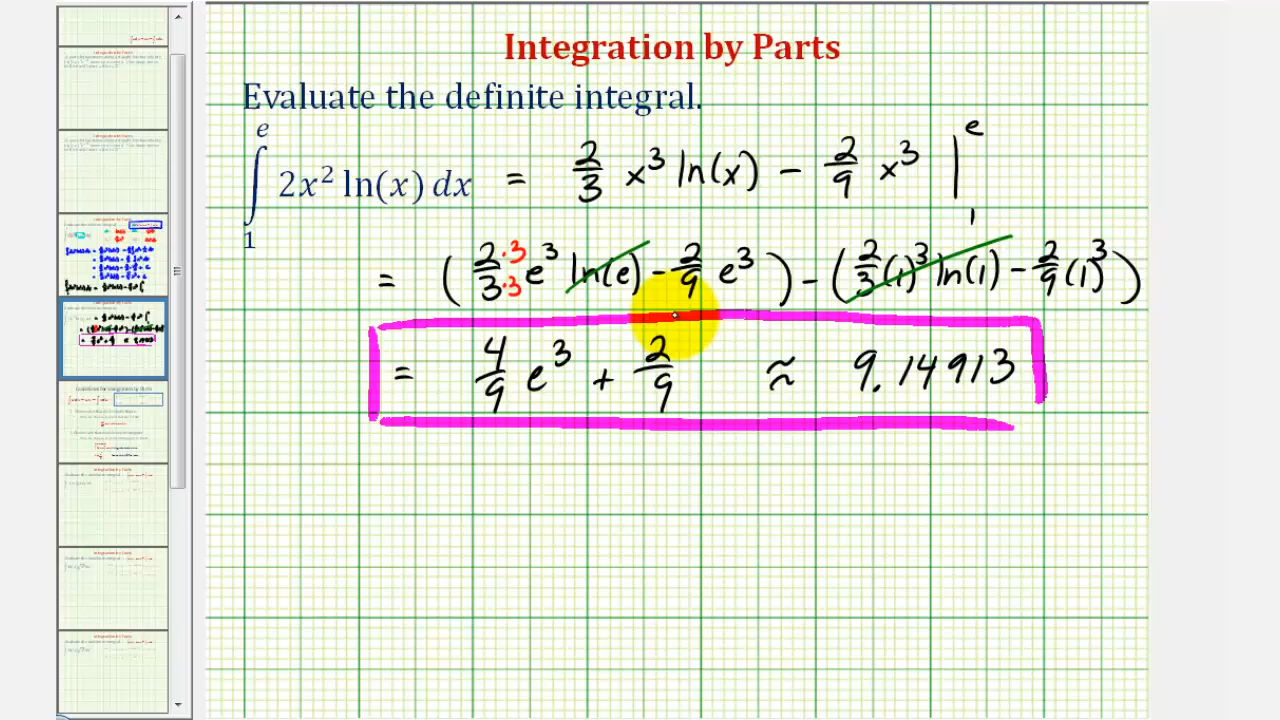 Integration by Parts
Evaluate the definite integral.
∫₁ᵉ 2x² ln(x) dx = 2/3 x³ ln(x) − 2/9 x³ |₁ᵉ
= (2·3/3·3 e³ ln(e) − 2/9 e³) − (2/3 (1)³ ln(1) − 2/9 (1)³)
= 4/9 e³ + 2/9 ≈ 9.14913